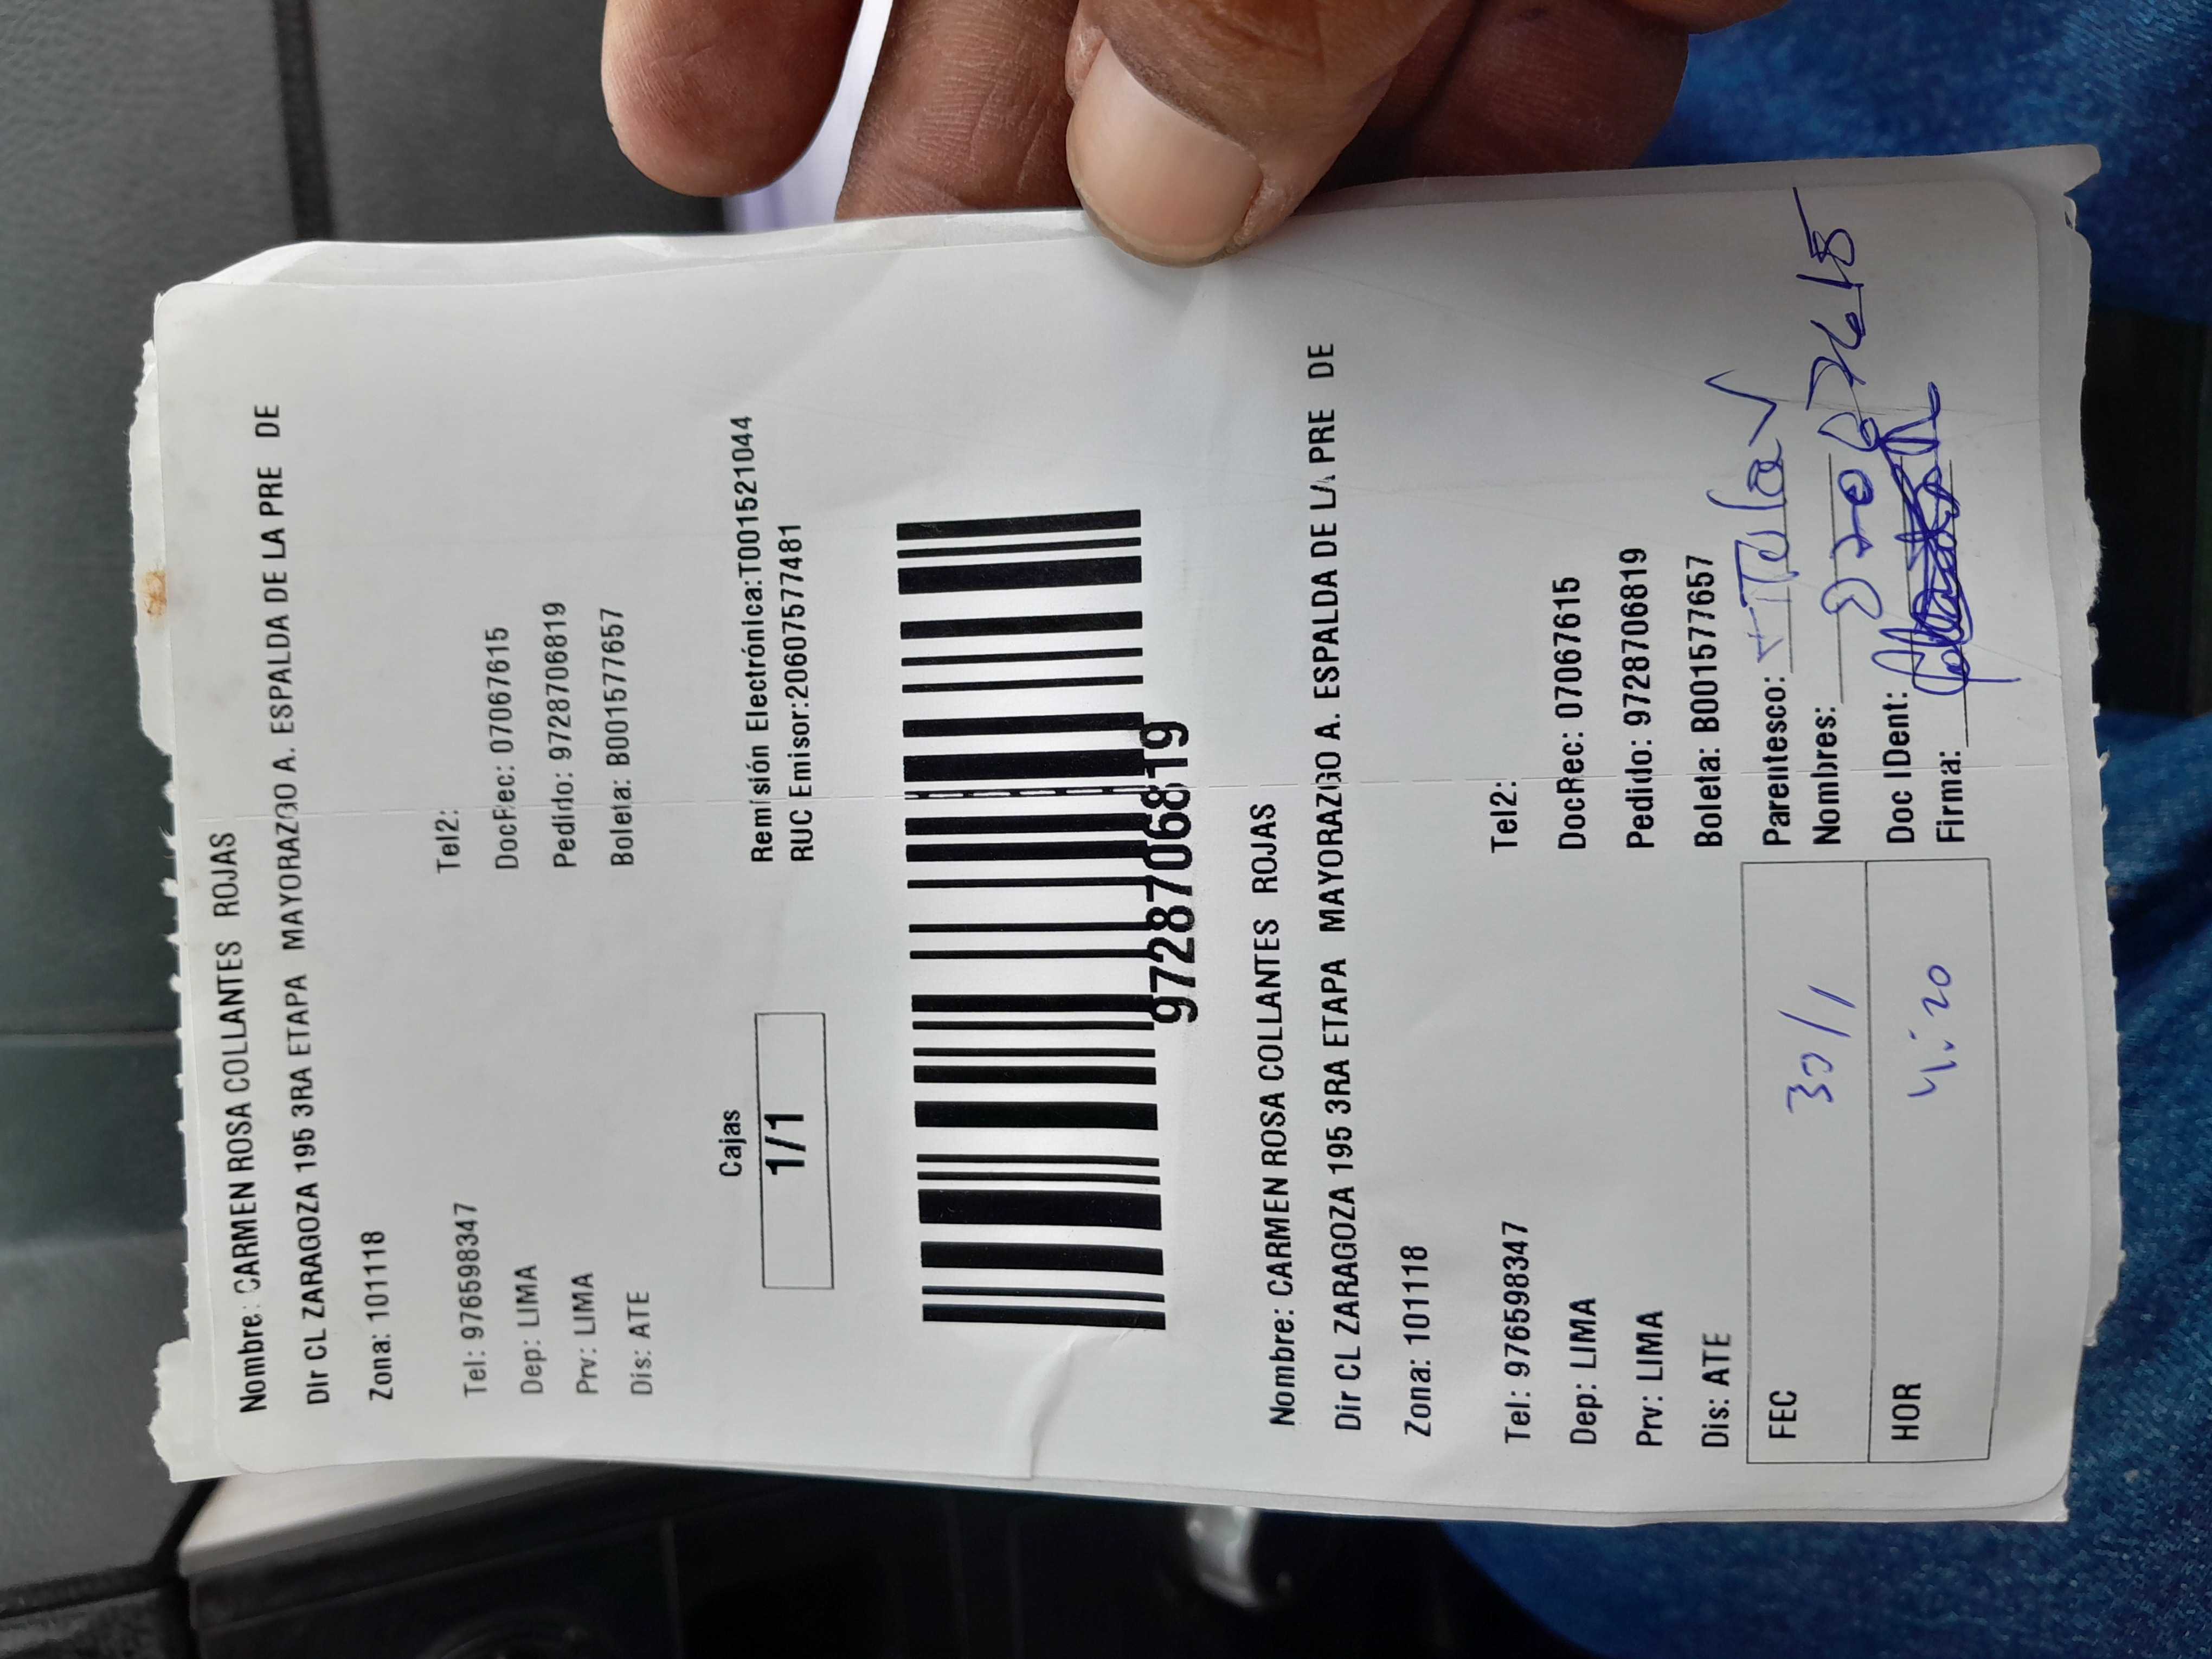 Nombre: CARMEN ROSA COLLANTES ROJAS
Dir CL ZARAGOZA 195 3RA ETAPA MAYORAZGO A. ESPALDA DE LA PRE DE
Zona: 101118
Tel: 976598347 Tel2:
Dep: LIMA DocRec: 07067615
Prv: LIMA Pedido: 9728706819
Dis: ATE Boleta: B001577657
Cajas
1/1
Remisión Electrónica:T001521044
RUC Emisor:20607577481
9728706819
Nombre: CARMEN ROSA COLLANTES ROJAS
Dir CL ZARAGOZA 195 3RA ETAPA MAYORAZGO A. ESPALDA DE LA PRE DE
Zona: 101118
Tel: 976598347 Tel2:
Dep: LIMA DocRec: 07067615
Prv: LIMA Pedido: 9728706819
Dis: ATE Boleta: B001577657
FEC 30/1 Parentesco: Titular
Nombres:
HOR Doc IDent:
Firma: